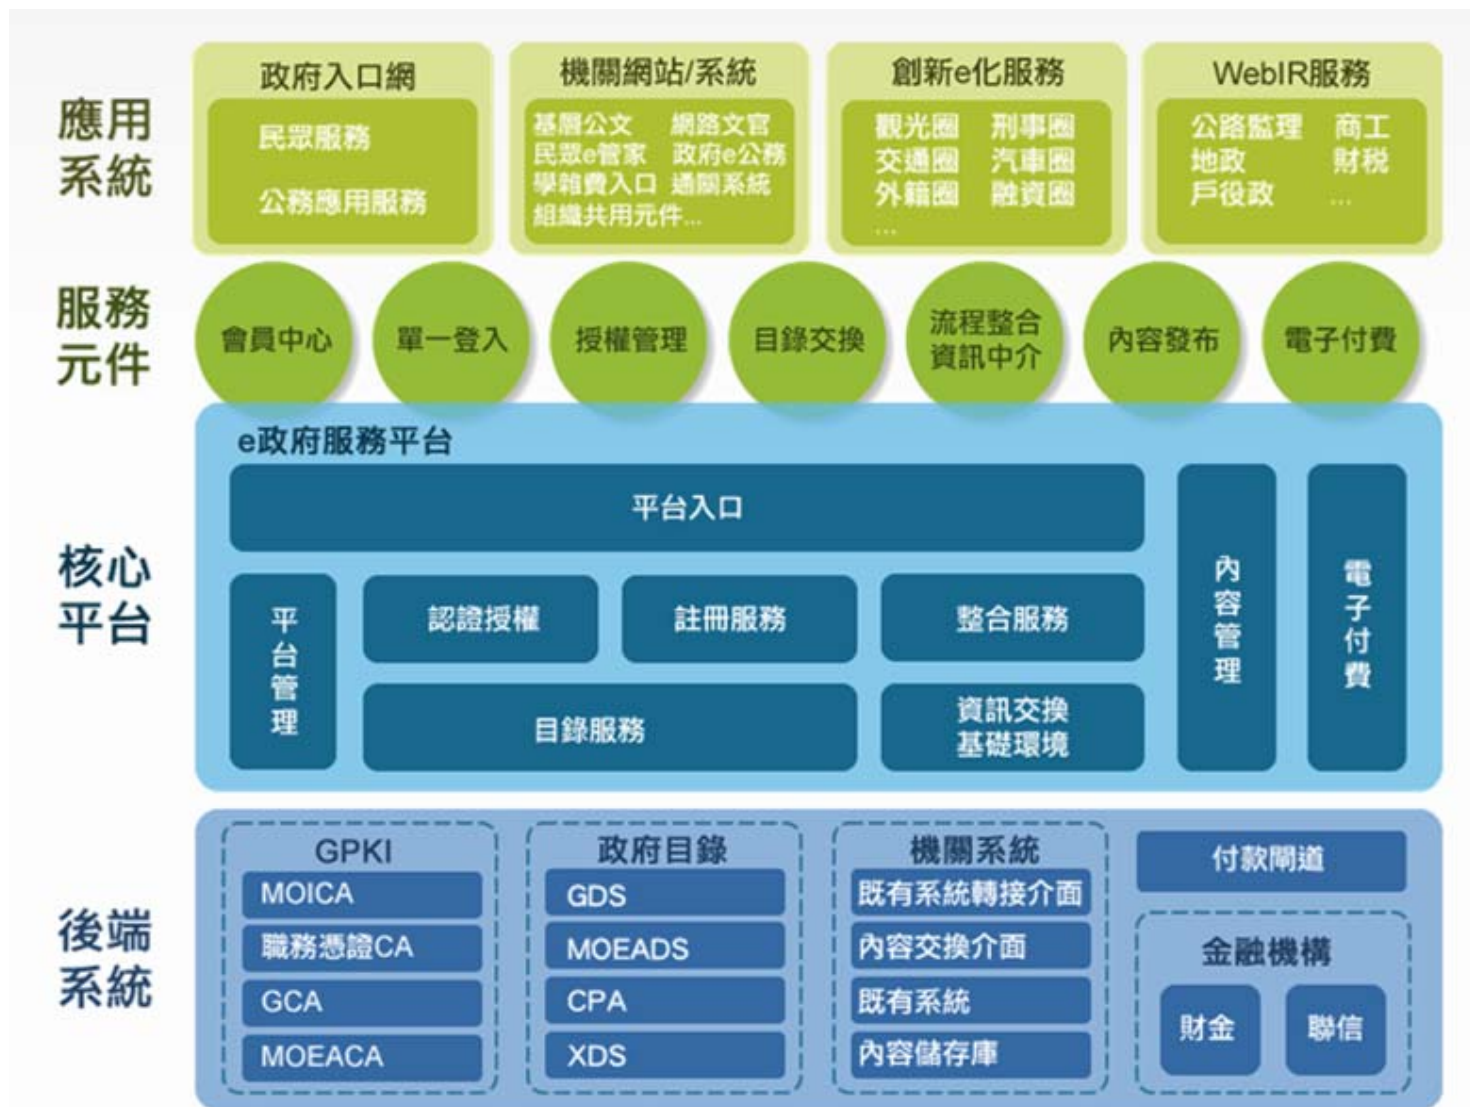 應用
系統
政府入口網
民眾服務
公務應用服務
機關網站/系統
基層公文 網路文官
民眾e管家 政府e公務
學雜費入口 通關系統
組織共用元件...
創新e化服務
觀光圈 刑事圈
交通圈 汽車圈
外籍圈 融資圈
...
WebIR服務
公路監理 商工
地政 財稅
戶役政 ...
服務
元件
會員中心
單一登入
授權管理
目錄交換
流程整合
資訊中介
內容發布
電子付費
核心
平台
e政府服務平台
平台入口
平台管理
認證授權
註冊服務
整合服務
目錄服務
資訊交換
基礎環境
內容管理
電子付費
後端
系統
GPKI
MOICA
職務憑證CA
GCA
MOEACA
政府目錄
GDS
MOEADS
CPA
XDS
機關系統
既有系統轉接介面
內容交換介面
既有系統
內容儲存庫
付款閘道
金融機構
財金
聯信